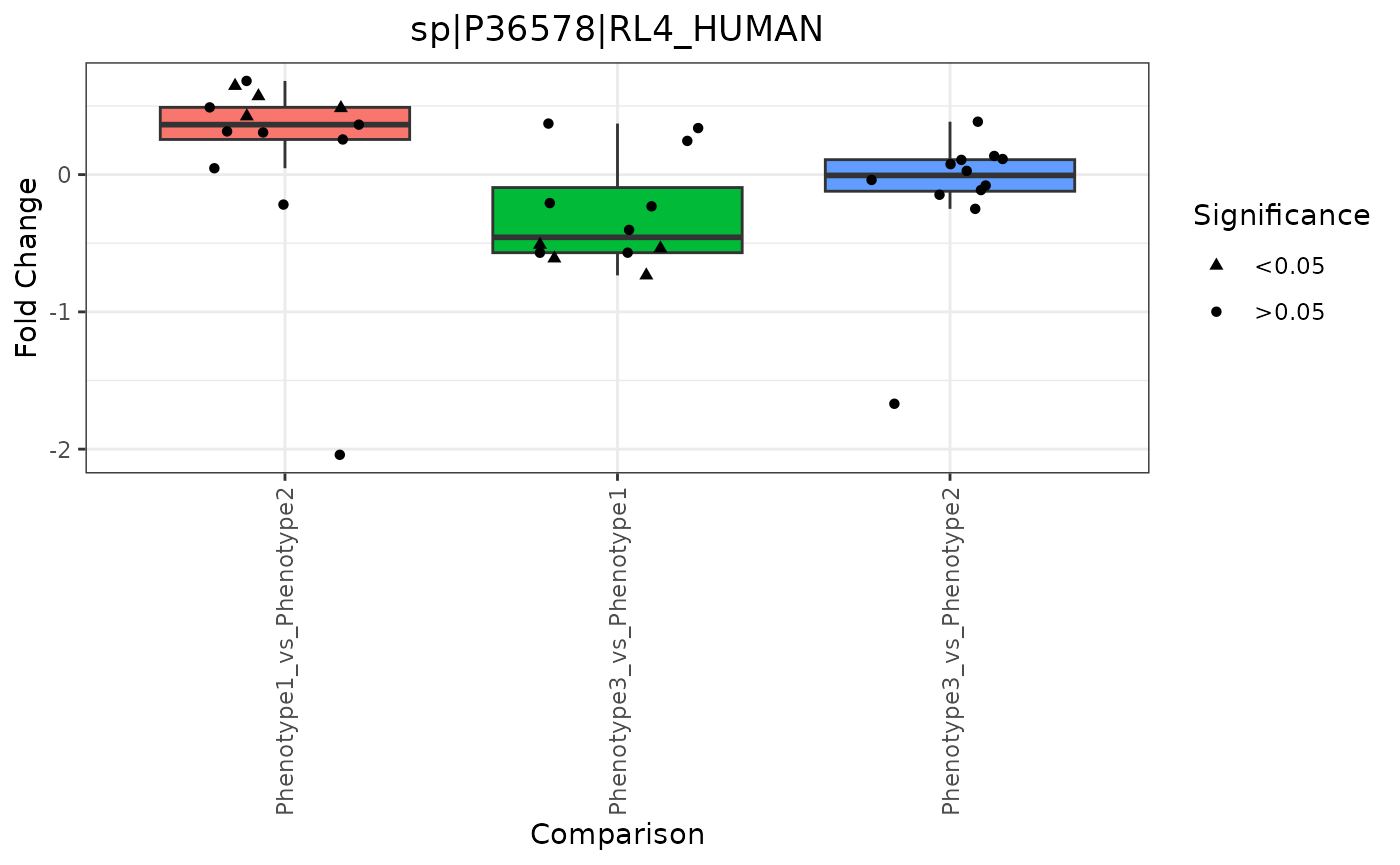 sp|P36578|RL4_HUMAN
Fold Change
0
-1
-2
Phenotype1_vs_Phenotype2
Phenotype3_vs_Phenotype1
Phenotype3_vs_Phenotype2
Comparison
Significance
<0.05
>0.05